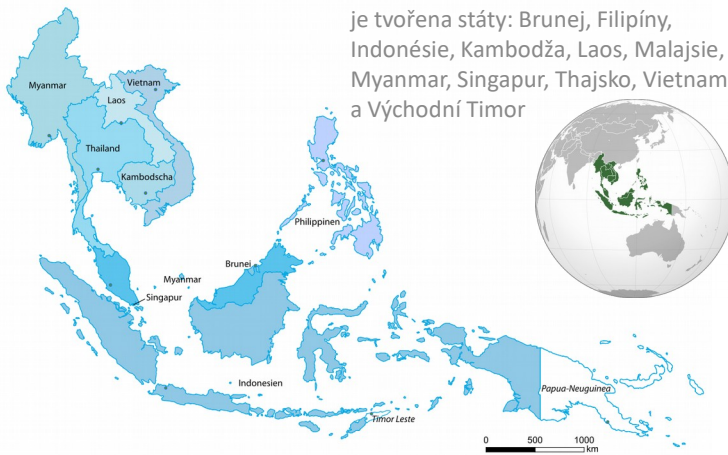 je tvořena státy: Brunej, Filipíny,
Indonésie, Kambodža, Laos, Malajsie,
Myanmar, Singapur, Thajsko, Vietnam
a Východní Timor
Myanmar
Vietnam
Laos
Thailand
Kambodscha
Philippinen
Brunei
Myanmar
Singapur
Indonesien
Papua-Neuguinea
Timor Leste
0 500 1000
km